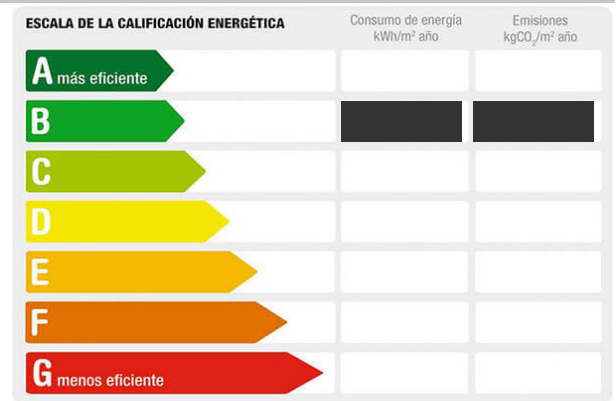 ESCALA DE LA CALIFICACIÓN ENERGÉTICA
Consumo de energía
kWh/m² año
Emisiones
kgCO₂/m² año
A más eficiente
B
C
D
E
F
G menos eficiente